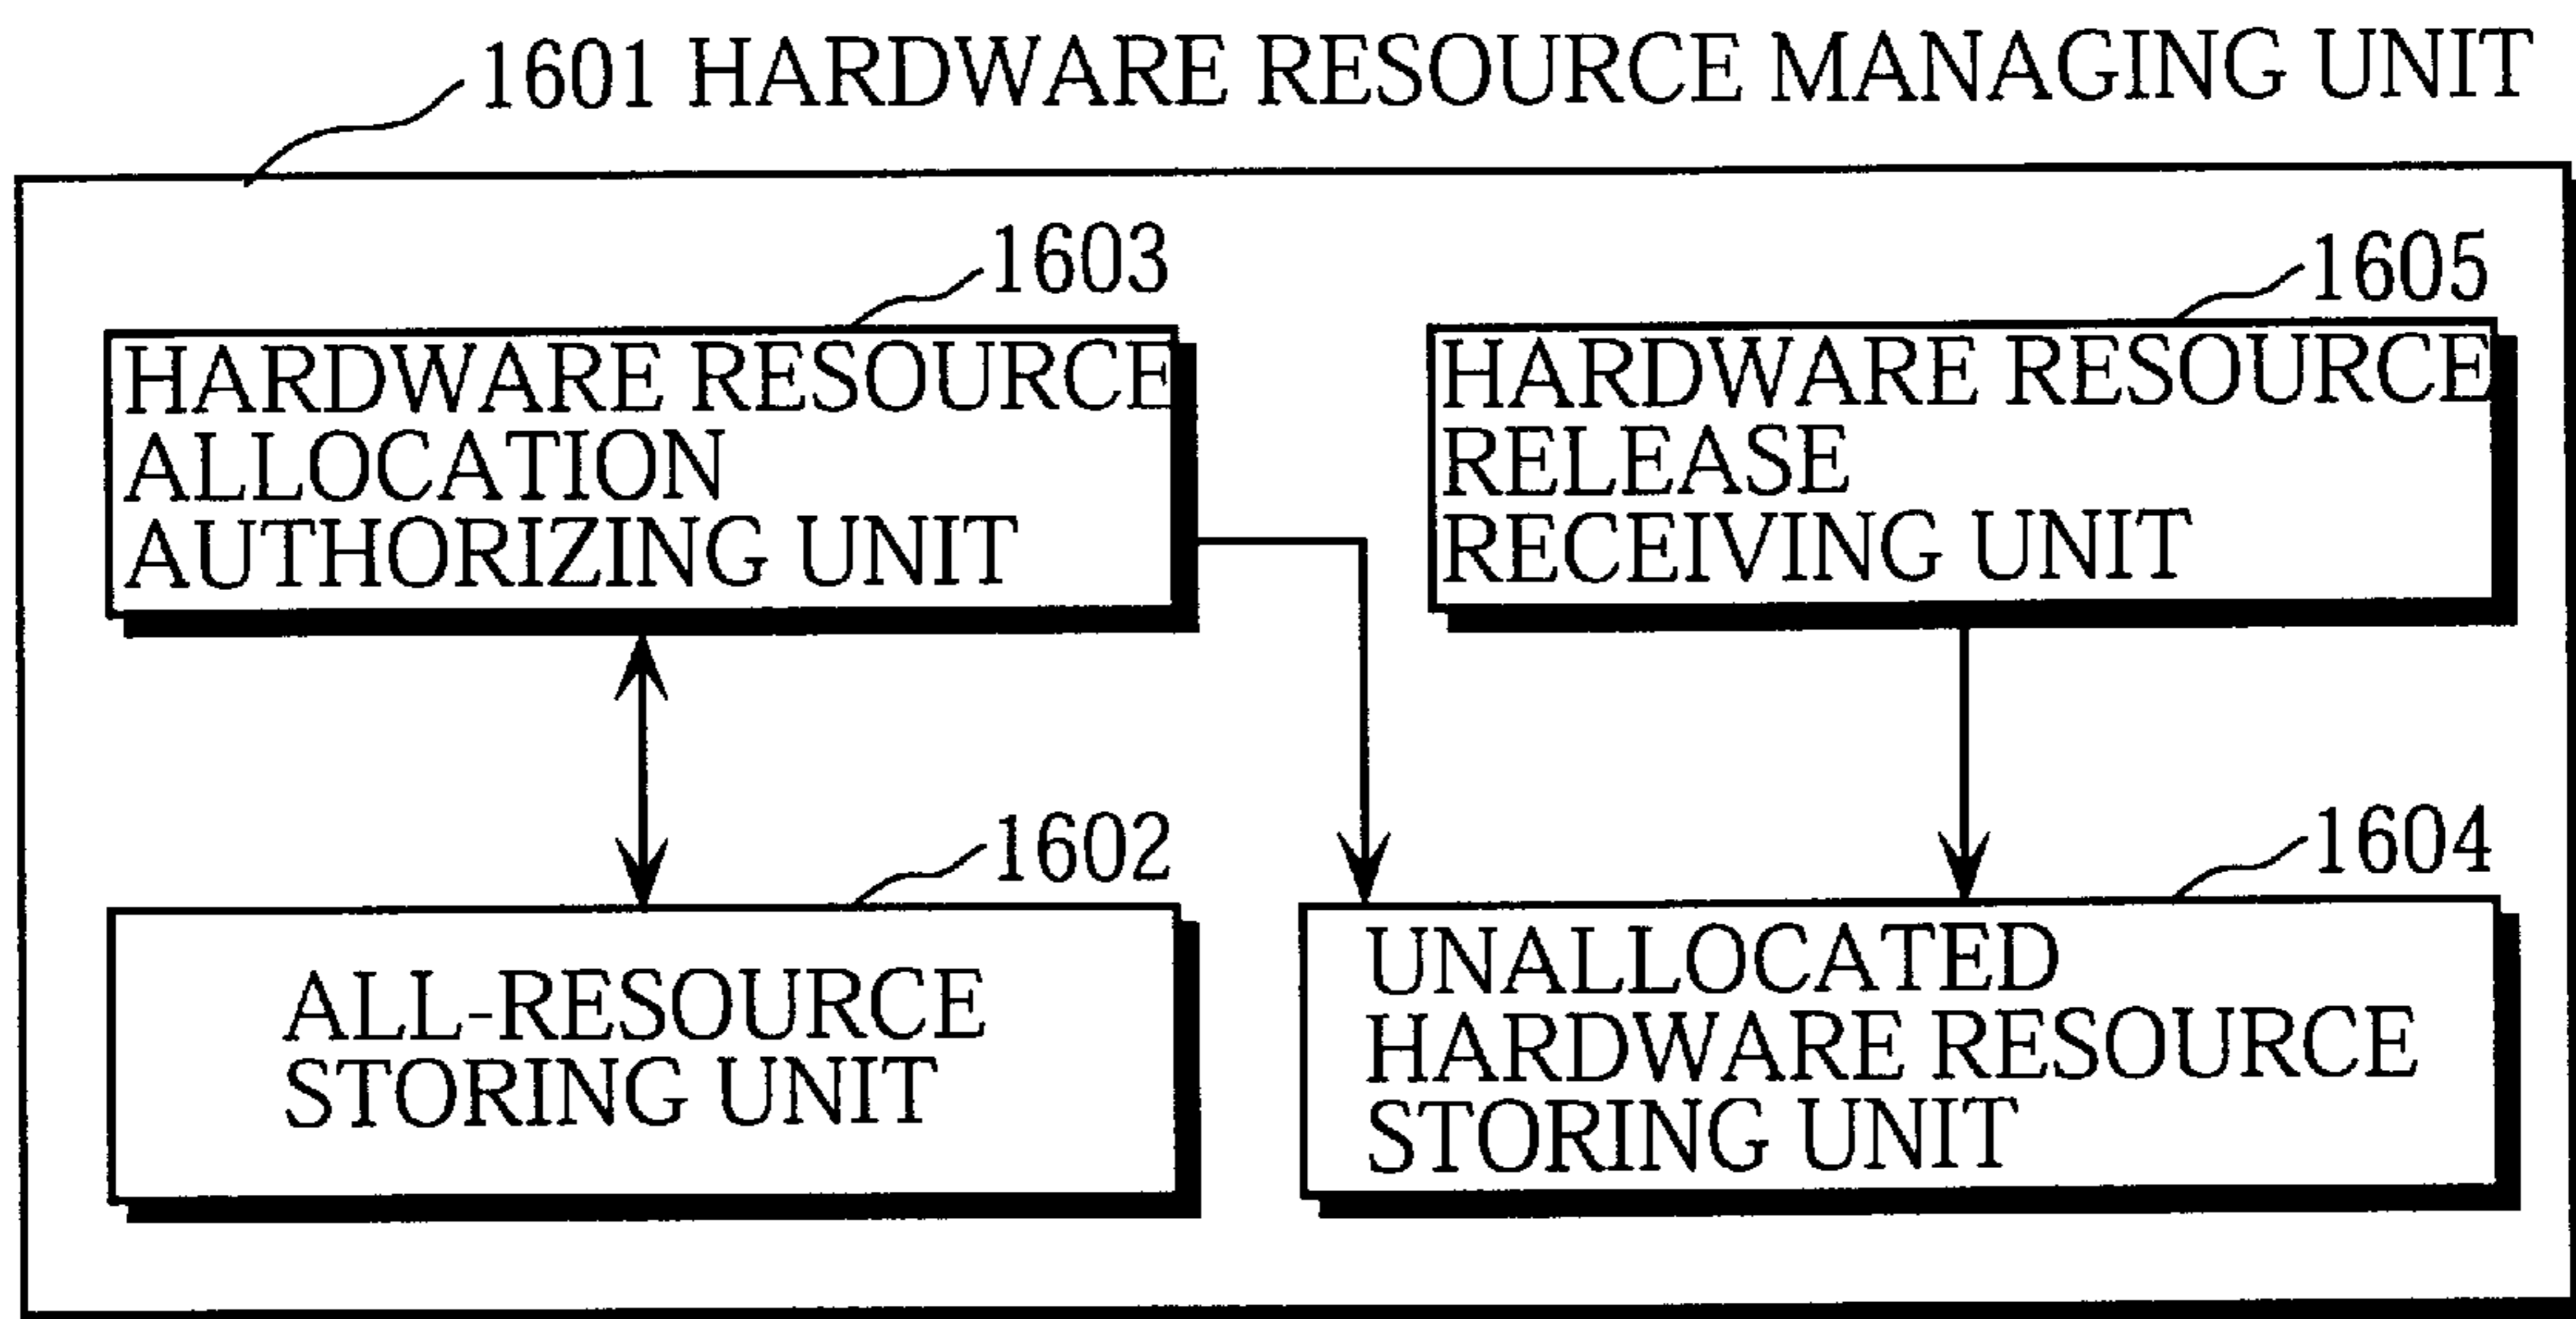 1601 HARDWARE RESOURCE MANAGING UNIT
1603
HARDWARE RESOURCE
ALLOCATION
AUTHORIZING UNIT
1605
HARDWARE RESOURCE
RELEASE
RECEIVING UNIT
1602
ALL-RESOURCE
STORING UNIT
1604
UNALLOCATED
HARDWARE RESOURCE
STORING UNIT